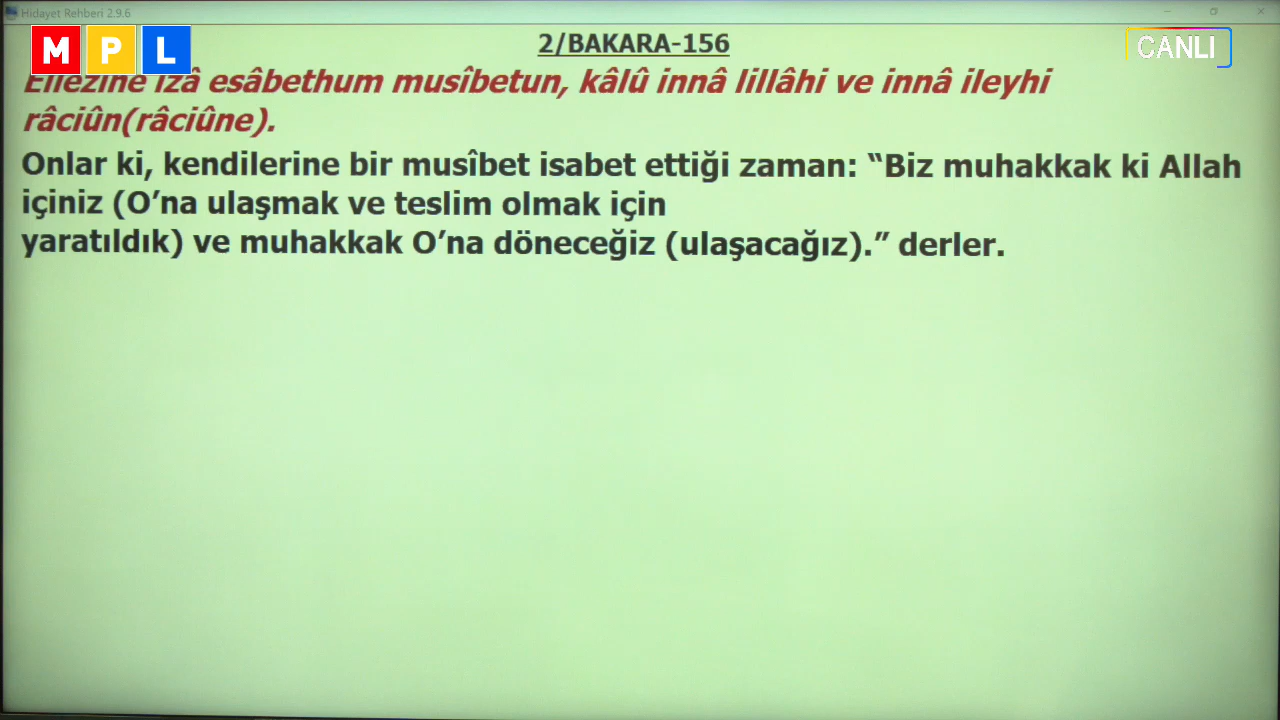 Hidayet Rehberi 2.9.6
MPL
CANLI
2/BAKARA-156
Ellezîne izâ esâbethum musîbetun, kâlû innâ lillâhi ve innâ ileyhi
râciûn(râciûne).
Onlar ki, kendilerine bir musîbet isabet ettiği zaman: “Biz muhakkak ki Allah
içiniz (O’na ulaşmak ve teslim olmak için
yaratıldık) ve muhakkak O’na döneceğiz (ulaşacağız).” derler.